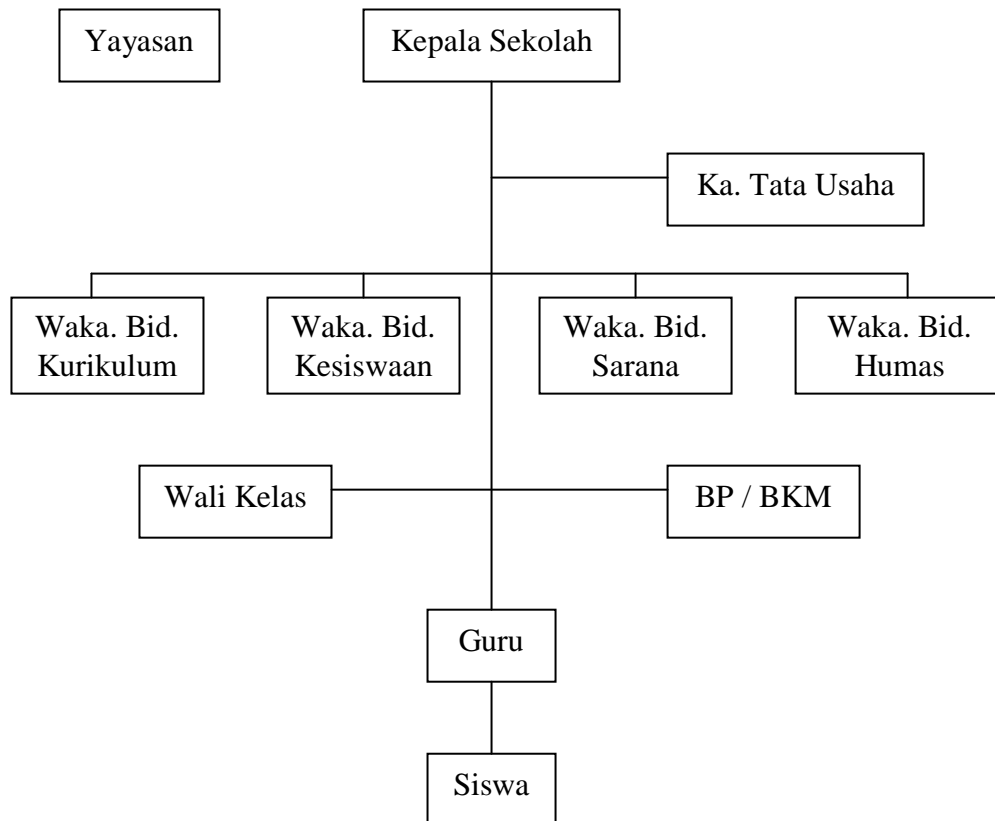 Yayasan
Kepala Sekolah
Ka. Tata Usaha
Waka. Bid.
Kurikulum
Waka. Bid.
Kesiswaan
Waka. Bid.
Sarana
Waka. Bid.
Humas
Wali Kelas
BP / BKM
Guru
Siswa